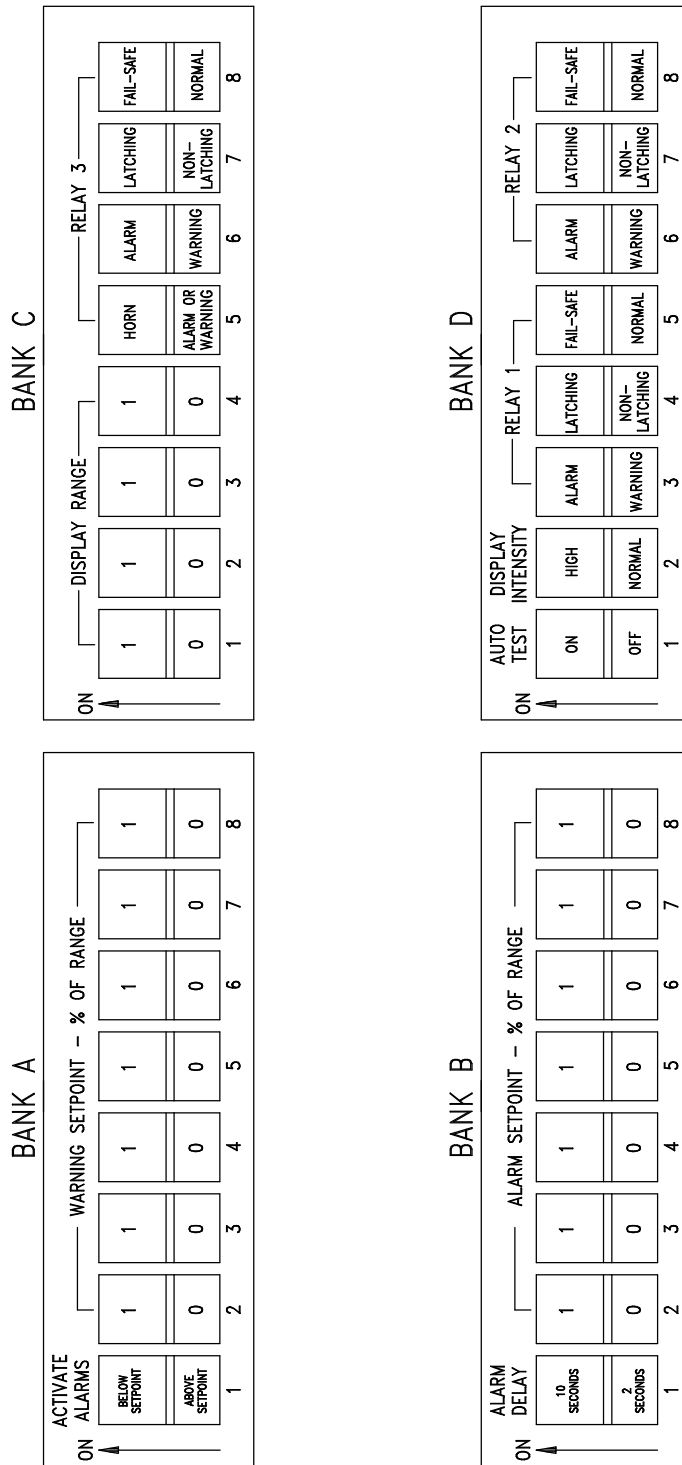 BANK A
ON
ACTIVATE
ALARMS
WARNING SETPOINT - % OF RANGE
BELOW
SETPOINT
1 1 1 1 1 1 1
ABOVE
SETPOINT
0 0 0 0 0 0 0
1 2 3 4 5 6 7 8
BANK C
ON
DISPLAY RANGE
RELAY 3
1 1 1 1 HORN ALARM LATCHING FAIL-SAFE
0 0 0 0
ALARM OR
WARNING
WARNING
NON-
LATCHING
NORMAL
1 2 3 4 5 6 7 8
BANK B
ON
ALARM
DELAY
ALARM SETPOINT - % OF RANGE
10
SECONDS
1 1 1 1 1 1 1
2
SECONDS
0 0 0 0 0 0 0
1 2 3 4 5 6 7 8
BANK D
ON
AUTO
TEST
DISPLAY
INTENSITY
RELAY 1
RELAY 2
ON HIGH ALARM LATCHING FAIL-SAFE ALARM LATCHING FAIL-SAFE
OFF NORMAL WARNING
NON-
LATCHING
NORMAL WARNING
NON-
LATCHING
NORMAL
1 2 3 4 5 6 7 8